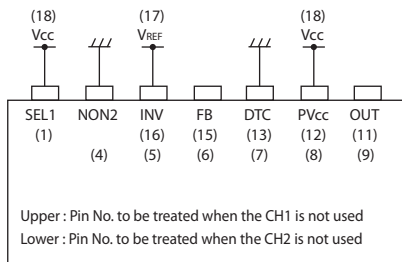 (18) (17) (18)
Vcc VREF Vcc
SEL1 NON2 INV FB DTC PVcc OUT
(1) (16) (15) (13) (12) (11)
(4) (5) (6) (7) (8) (9)
Upper : Pin No. to be treated when the CH1 is not used
Lower : Pin No. to be treated when the CH2 is not used